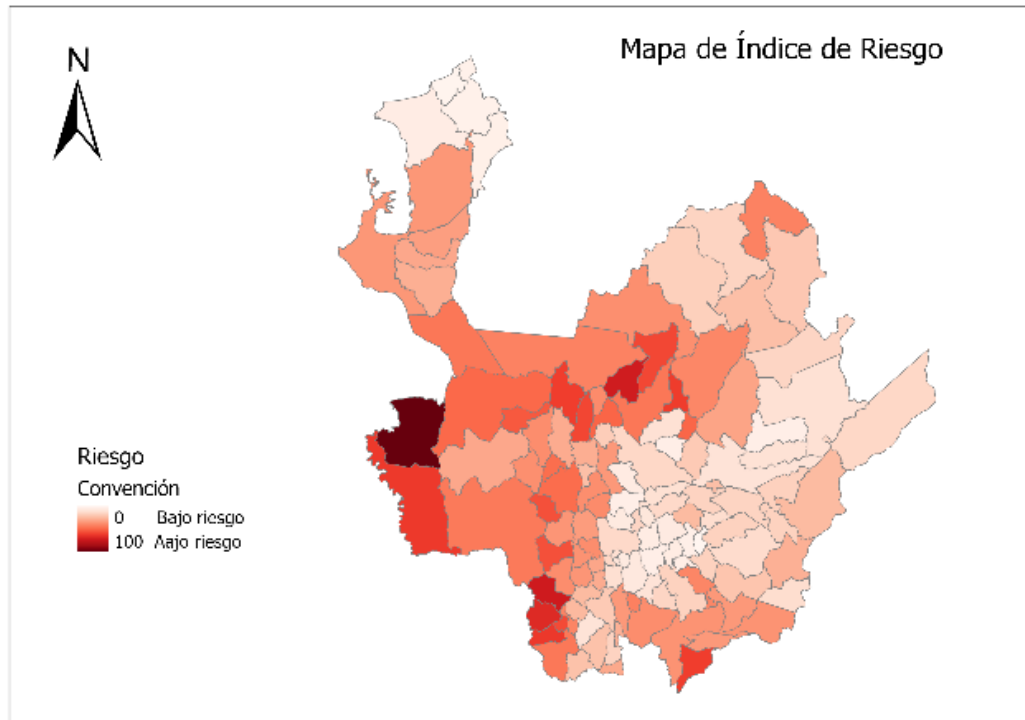 Mapa de Índice de Riesgo
N
Riesgo
Convención
0 Bajo riesgo
100 Aajo riesgo